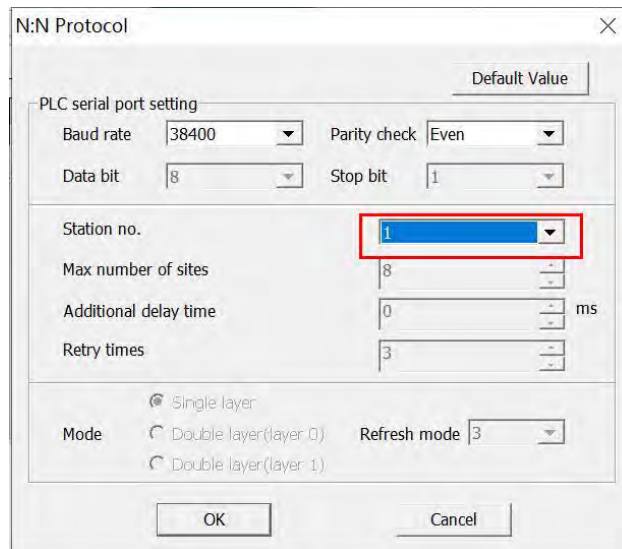 N:N Protocol
Default Value
PLC serial port setting
Baud rate 38400 Parity check Even
Data bit 8 Stop bit 1
Station no. 1
Max number of sites 8
Additional delay time 0 ms
Retry times 3
Single layer
Mode Double layer(layer 0) Refresh mode 3
Double layer(layer 1)
OK Cancel